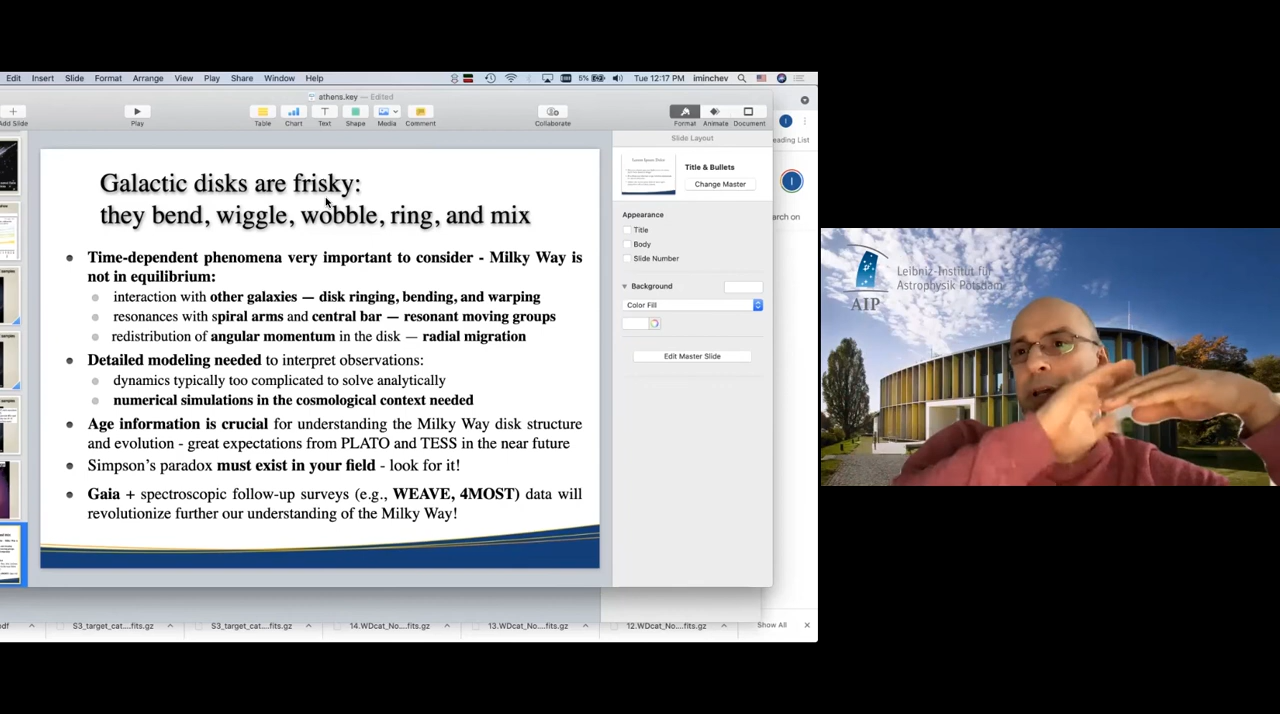 Edit Insert Slide Format Arrange View Play Share Window Help
5% Tue 12:17 PM iminchev
athens.key — Edited
Add Slide Play Table Chart Text Shape Media Comment Collaborate Format Animate Document
Slide Layout
Title & Bullets
Change Master
Appearance
Title
Body
Slide Number
Background
Color Fill
Edit Master Slide
eading List
I
arch on
Galactic disks are frisky:
they bend, wiggle, wobble, ring, and mix
Time-dependent phenomena very important to consider - Milky Way is
not in equilibrium:
interaction with other galaxies — disk ringing, bending, and warping
resonances with spiral arms and central bar — resonant moving groups
redistribution of angular momentum in the disk — radial migration
Detailed modeling needed to interpret observations:
dynamics typically too complicated to solve analytically
numerical simulations in the cosmological context needed
Age information is crucial for understanding the Milky Way disk structure
and evolution - great expectations from PLATO and TESS in the near future
Simpson’s paradox must exist in your field - look for it!
Gaia + spectroscopic follow-up surveys (e.g., WEAVE, 4MOST) data will
revolutionize further our understanding of the Milky Way!
df S3_target_cat....fits.gz S3_target_cat....fits.gz 14.WDcat_No....fits.gz 13.WDcat_No....fits.gz 12.WDcat_No....fits.gz Show All
AIP
Leibniz-Institut für
Astrophysik Potsdam